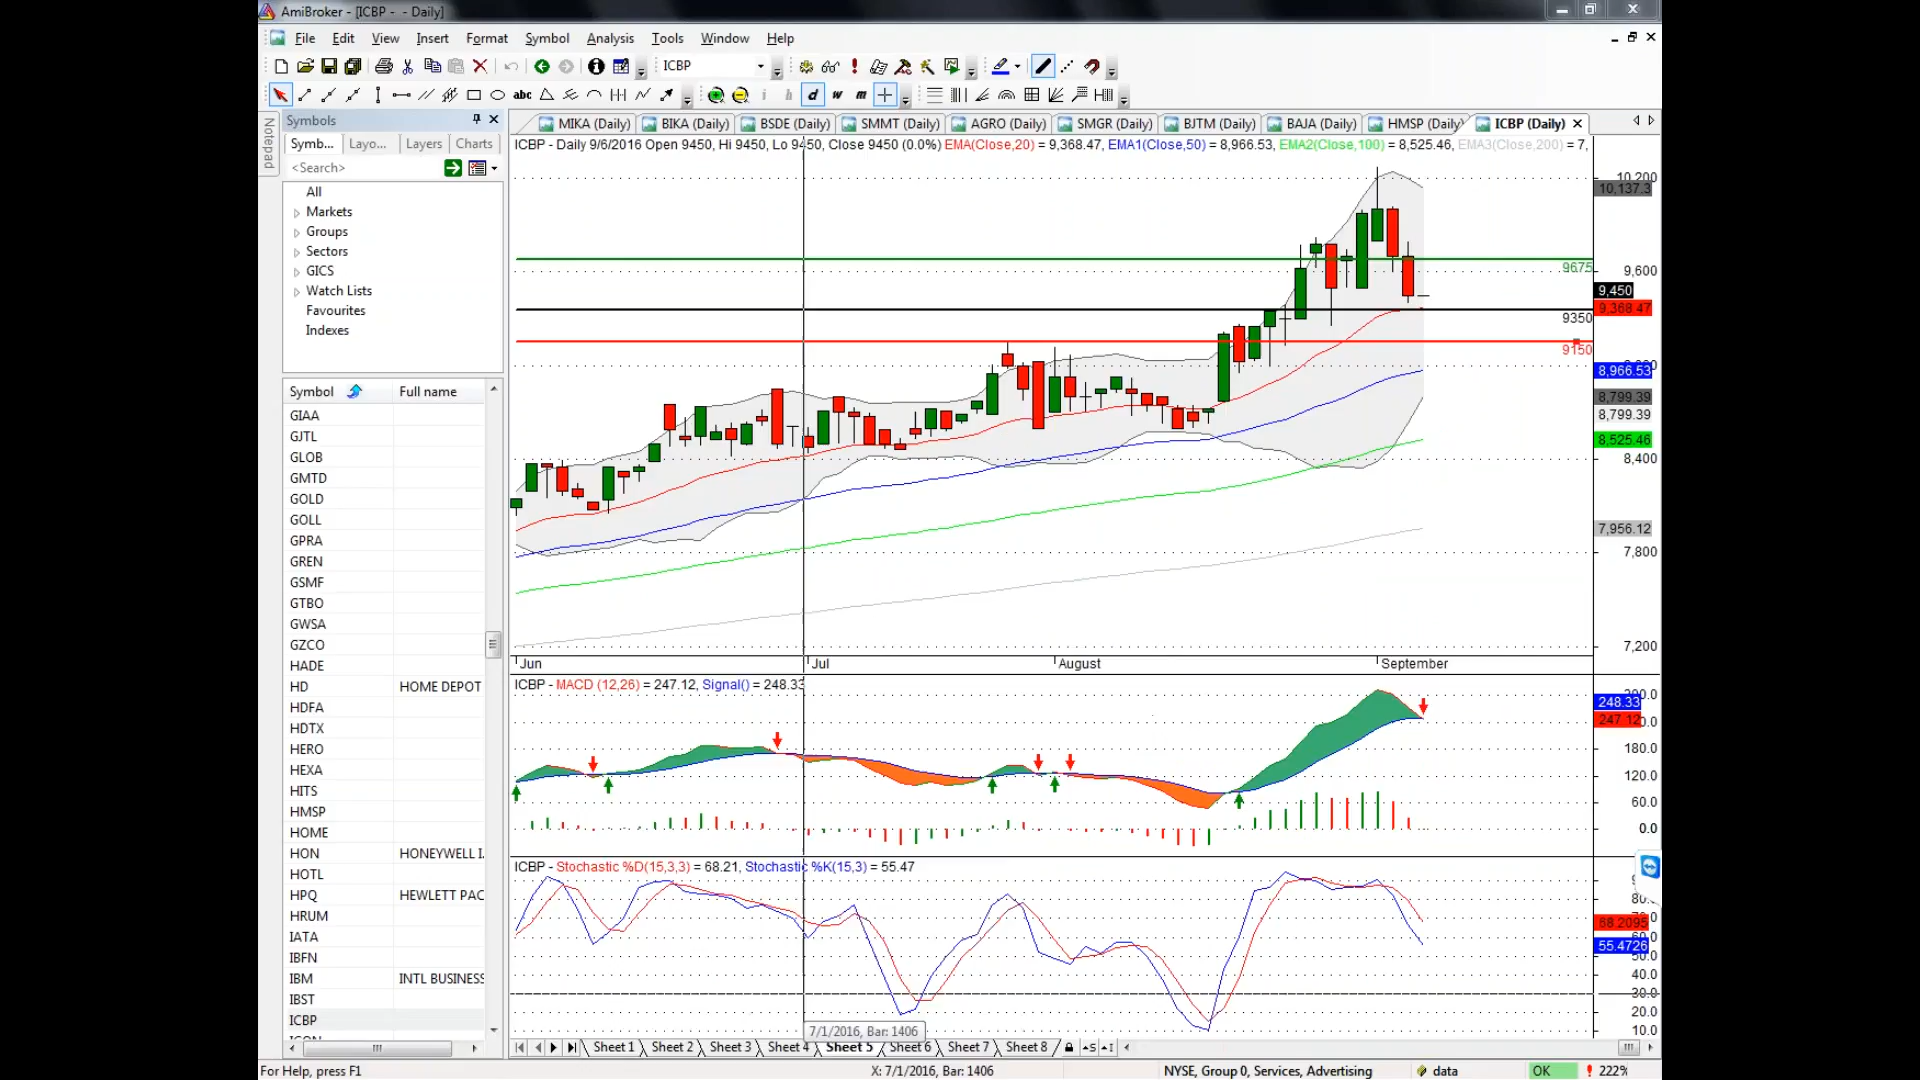 AmiBroker - [ICBP - - Daily]
File Edit View Insert Format Symbol Analysis Tools Window Help
ICBP
abc d w m
Notepad
Symbols
Symb... Layo... Layers Charts
<Search>
All
Markets
Groups
Sectors
GICS
Watch Lists
Favourites
Indexes
Symbol Full name
GIAA
GJTL
GLOB
GMTD
GOLD
GOLL
GPRA
GREN
GSMF
GTBO
GWSA
GZCO
HADE
HD HOME DEPOT
HDFA
HDTX
HERO
HEXA
HITS
HMSP
HOME
HON HONEYWELL I.
HOTL
HPQ HEWLETT PAC
HRUM
IATA
IBFN
IBM INTL BUSINESS
IBST
ICBP
MIKA (Daily) BIKA (Daily) BSDE (Daily) SMMT (Daily) AGRO (Daily) SMGR (Daily) BJTM (Daily) BAJA (Daily) HMSP (Daily) ICBP (Daily)
ICBP - Daily 9/6/2016 Open 9450, Hi 9450, Lo 9450, Close 9450 (0.0%) EMA(Close,20) = 9,368.47, EMA1(Close,50) = 8,966.53, EMA2(Close,100) = 8,525.46, EMA3(Close,200) = 7,
10,200
10,137.3
9675
9,600
9,450
9,368.47
9350
9150
8,966.53
8,799.39
8,799.39
8,525.46
8,400
7,956.12
7,800
7,200
Jun Jul August September
ICBP - MACD (12,26) = 247.12, Signal() = 248.33
248.33
247.12
180.0
120.0
60.0
0.0
ICBP - Stochastic %D(15,3,3) = 68.21, Stochastic %K(15,3) = 55.47
68.2095
55.4726
50.0
40.0
30.0
20.0
10.0
7/1/2016, Bar: 1406
Sheet 1 Sheet 2 Sheet 3 Sheet 4 Sheet 5 Sheet 6 Sheet 7 Sheet 8
For Help, press F1 X: 7/1/2016, Bar: 1406 NYSE, Group 0, Services, Advertising data OK 222%